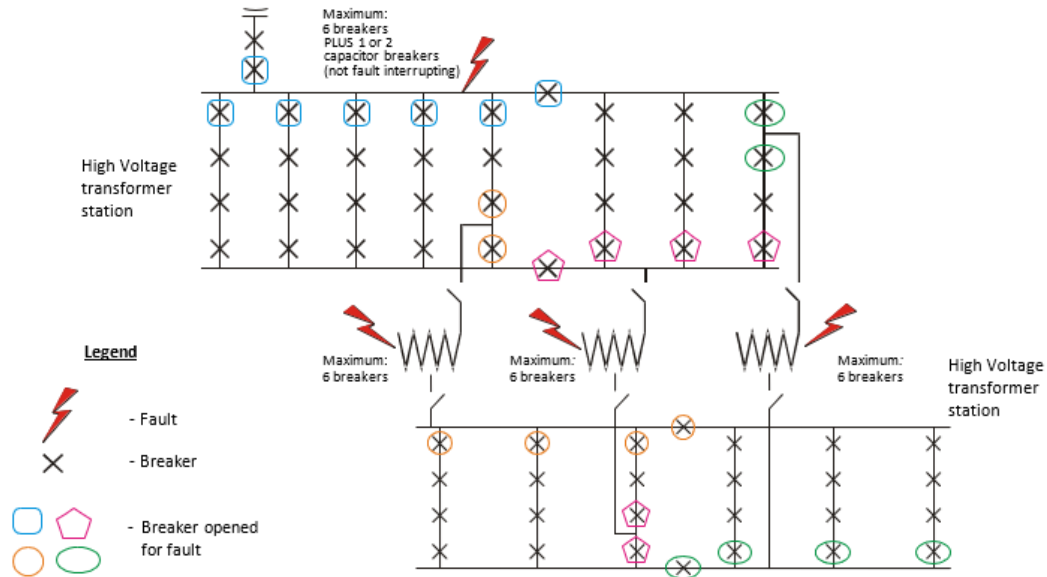 Maximum:
6 breakers
PLUS 1 or 2
capacitor breakers
(not fault interrupting)
High Voltage
transformer
station
Maximum:
6 breakers
Maximum:
6 breakers
Maximum:
6 breakers
High Voltage
transformer
station
Legend
- Fault
- Breaker
- Breaker opened
for fault